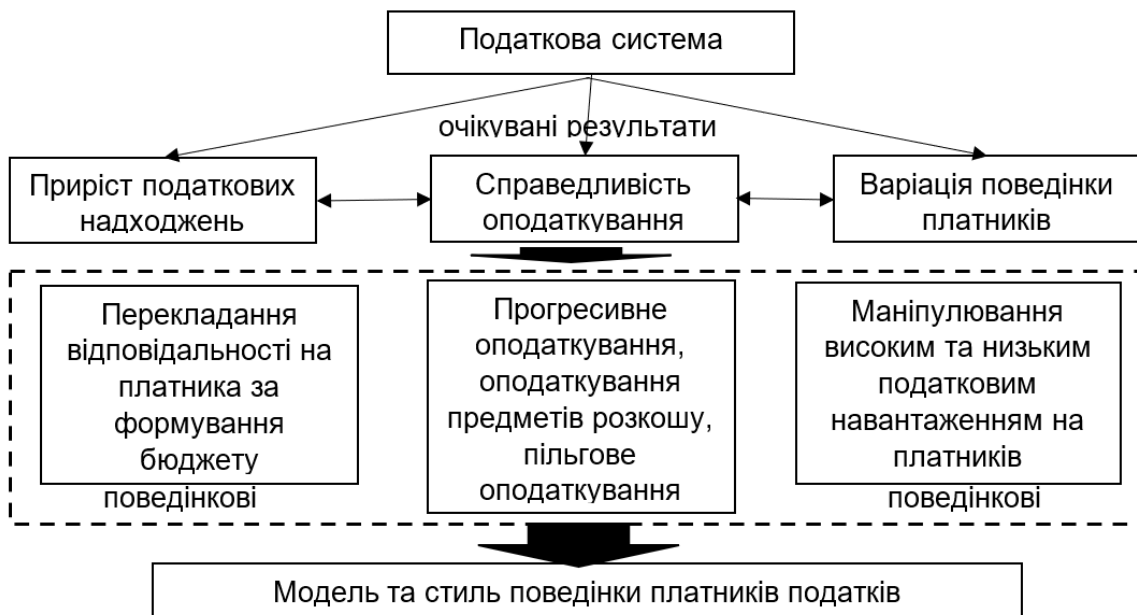 Податкова система
очікувані результати
Приріст податкових
надходжень
Справедливість
оподаткування
Варіація поведінки
платників
Перекладання
відповідальності на
платника за
формування
бюджету
поведінкові
Прогресивне
оподаткування,
оподаткування
предметів розкошу,
пільгове
оподаткування
Маніпулювання
високим та низьким
податковим
навантаженням на
платників
поведінкові
Модель та стиль поведінки платників податків